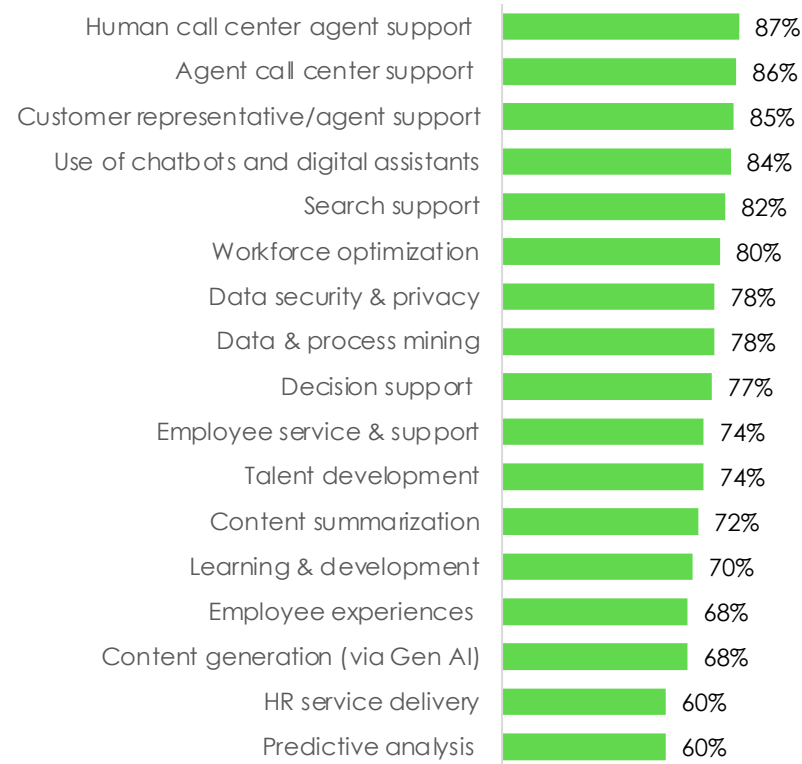 Human call center agent support 87%
Agent call center support 86%
Customer representative/agent support 85%
Use of chatbots and digital assistants 84%
Search support 82%
Workforce optimization 80%
Data security & privacy 78%
Data & process mining 78%
Decision support 77%
Employee service & support 74%
Talent development 74%
Content summarization 72%
Learning & development 70%
Employee experiences 68%
Content generation (via Gen AI) 68%
HR service delivery 60%
Predictive analysis 60%